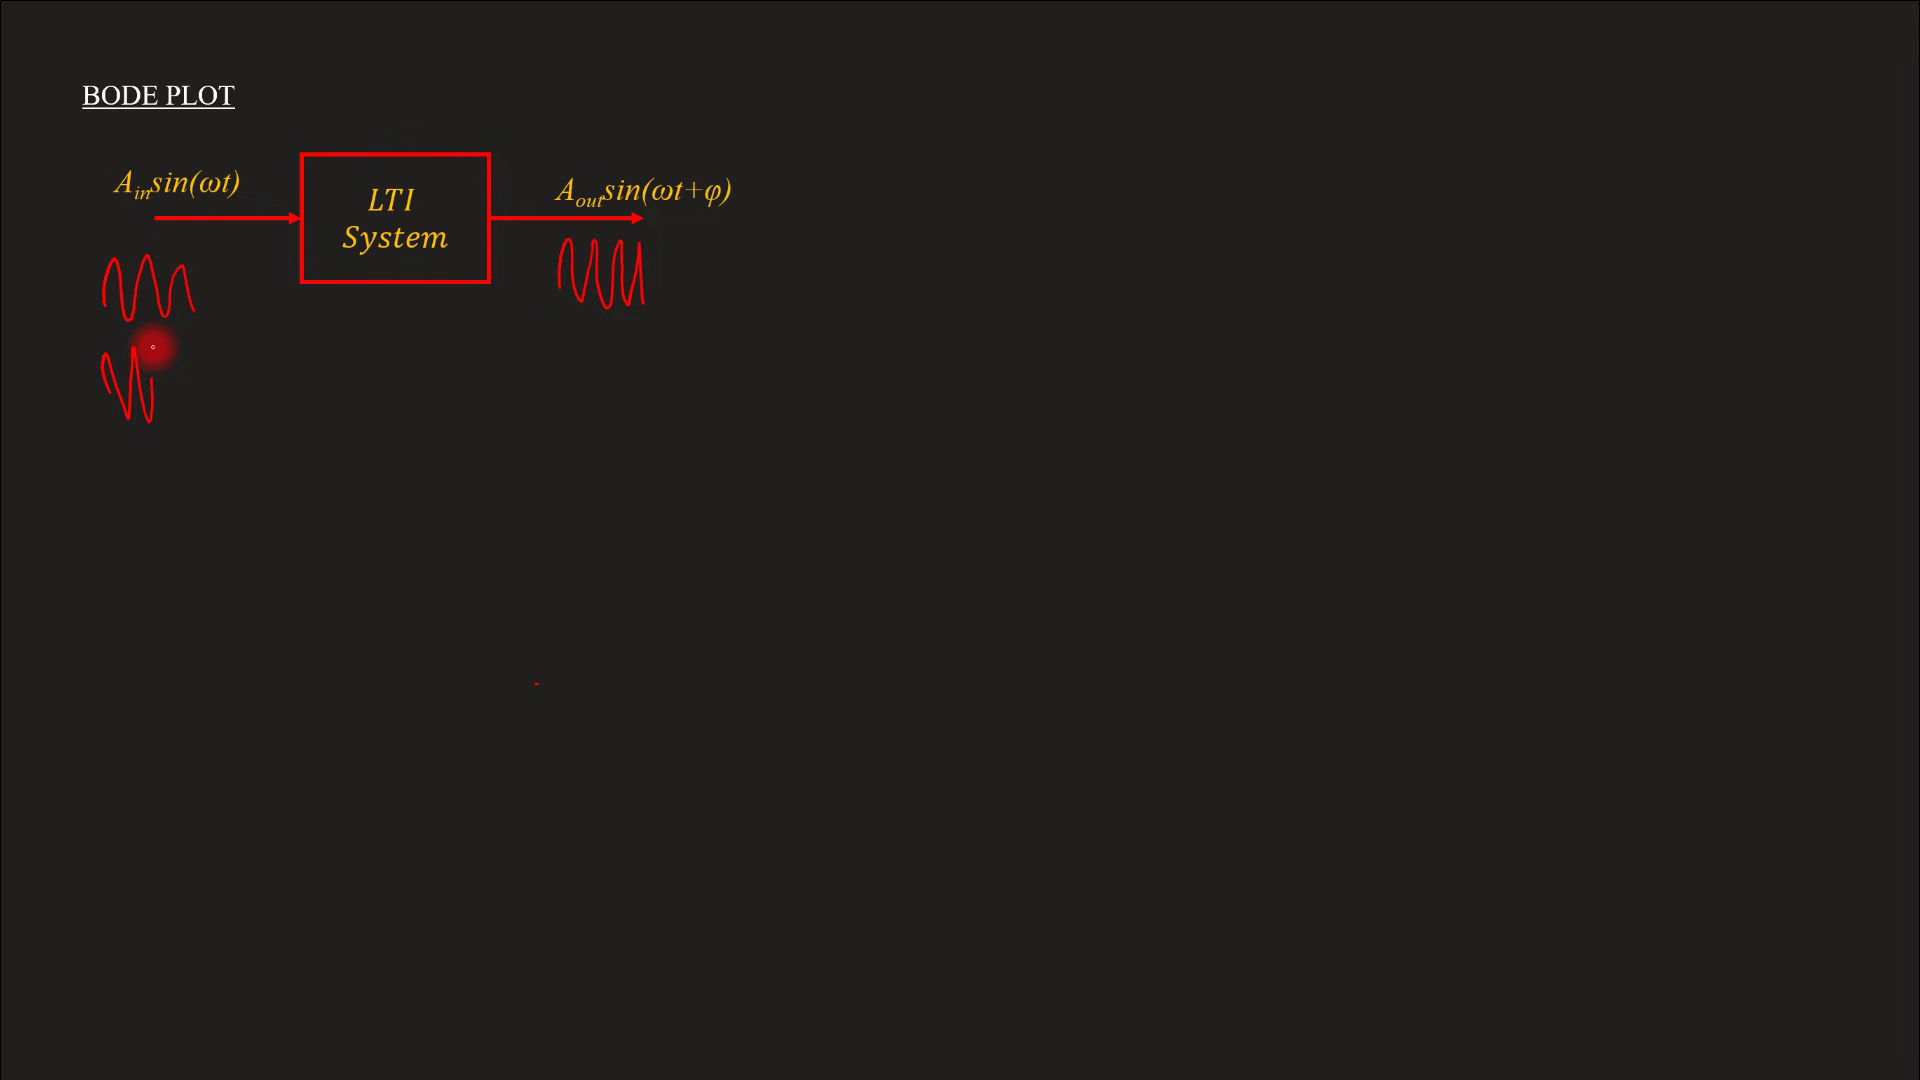 BODE PLOT
A_in sin(ωt)
LTI
System
A_out sin(ωt+φ)